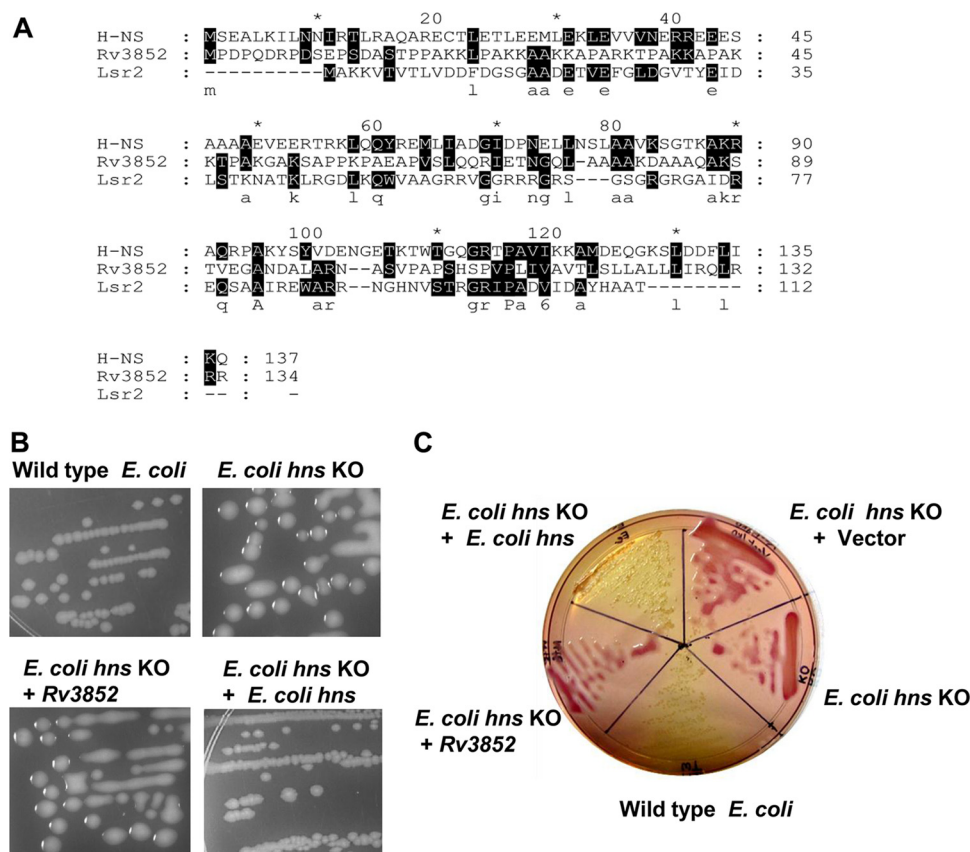 A
* 20 * 40
H-NS : MSEALKILNNIRTLRAQARECTLETLEEMLEKLEVVVNERREEES : 45
Rv3852 : MPDPQDRPDSEPSDASTPPAKKLPAKKAAKKAPARKTPAKKAPAK : 45
Lsr2 : ----------MAKKVTVTLVDDFDGSGAADETVEFGLDGVTYEID : 35
m l aa e e e
* 60 * 80 *
H-NS : AAAAEVEERTRKLQQYREMLIADGIDPNELLNSLAAVKSGTKAKR : 90
Rv3852 : KTPAKGAKSAPPKPAEAPVSLQQRIETNGQL-AAAAKDAAAQAKS : 89
Lsr2 : LSTKNATKLRGDLKQWVAAGRRVGGRRRGRS---GSGRGRGAIDR : 77
a k l q gi ng l aa akr
100 * 120 *
H-NS : AQRPAKYSYVDENGETKTWTGQGRTPAVIKKAMDEQGKSLDDFLI : 135
Rv3852 : TVEGANDALARN--ASVPAPSHSPVPLIVAVTLSLLALLLIRQLR : 132
Lsr2 : EQSAAIREWARR--NGHNVSTRGRIPADVIDAYHAAT-------- : 112
q A ar gr Pa 6 a l l
H-NS : KQ : 137
Rv3852 : RR : 134
Lsr2 : -- : -
B
Wild type E. coli
E. coli hns KO
E. coli hns KO
+ Rv3852
E. coli hns KO
+ E. coli hns
C
E. coli hns KO
+ E. coli hns
E. coli hns KO
+ Vector
E. coli hns KO
E. coli hns KO
+ Rv3852
Wild type E. coli
KO